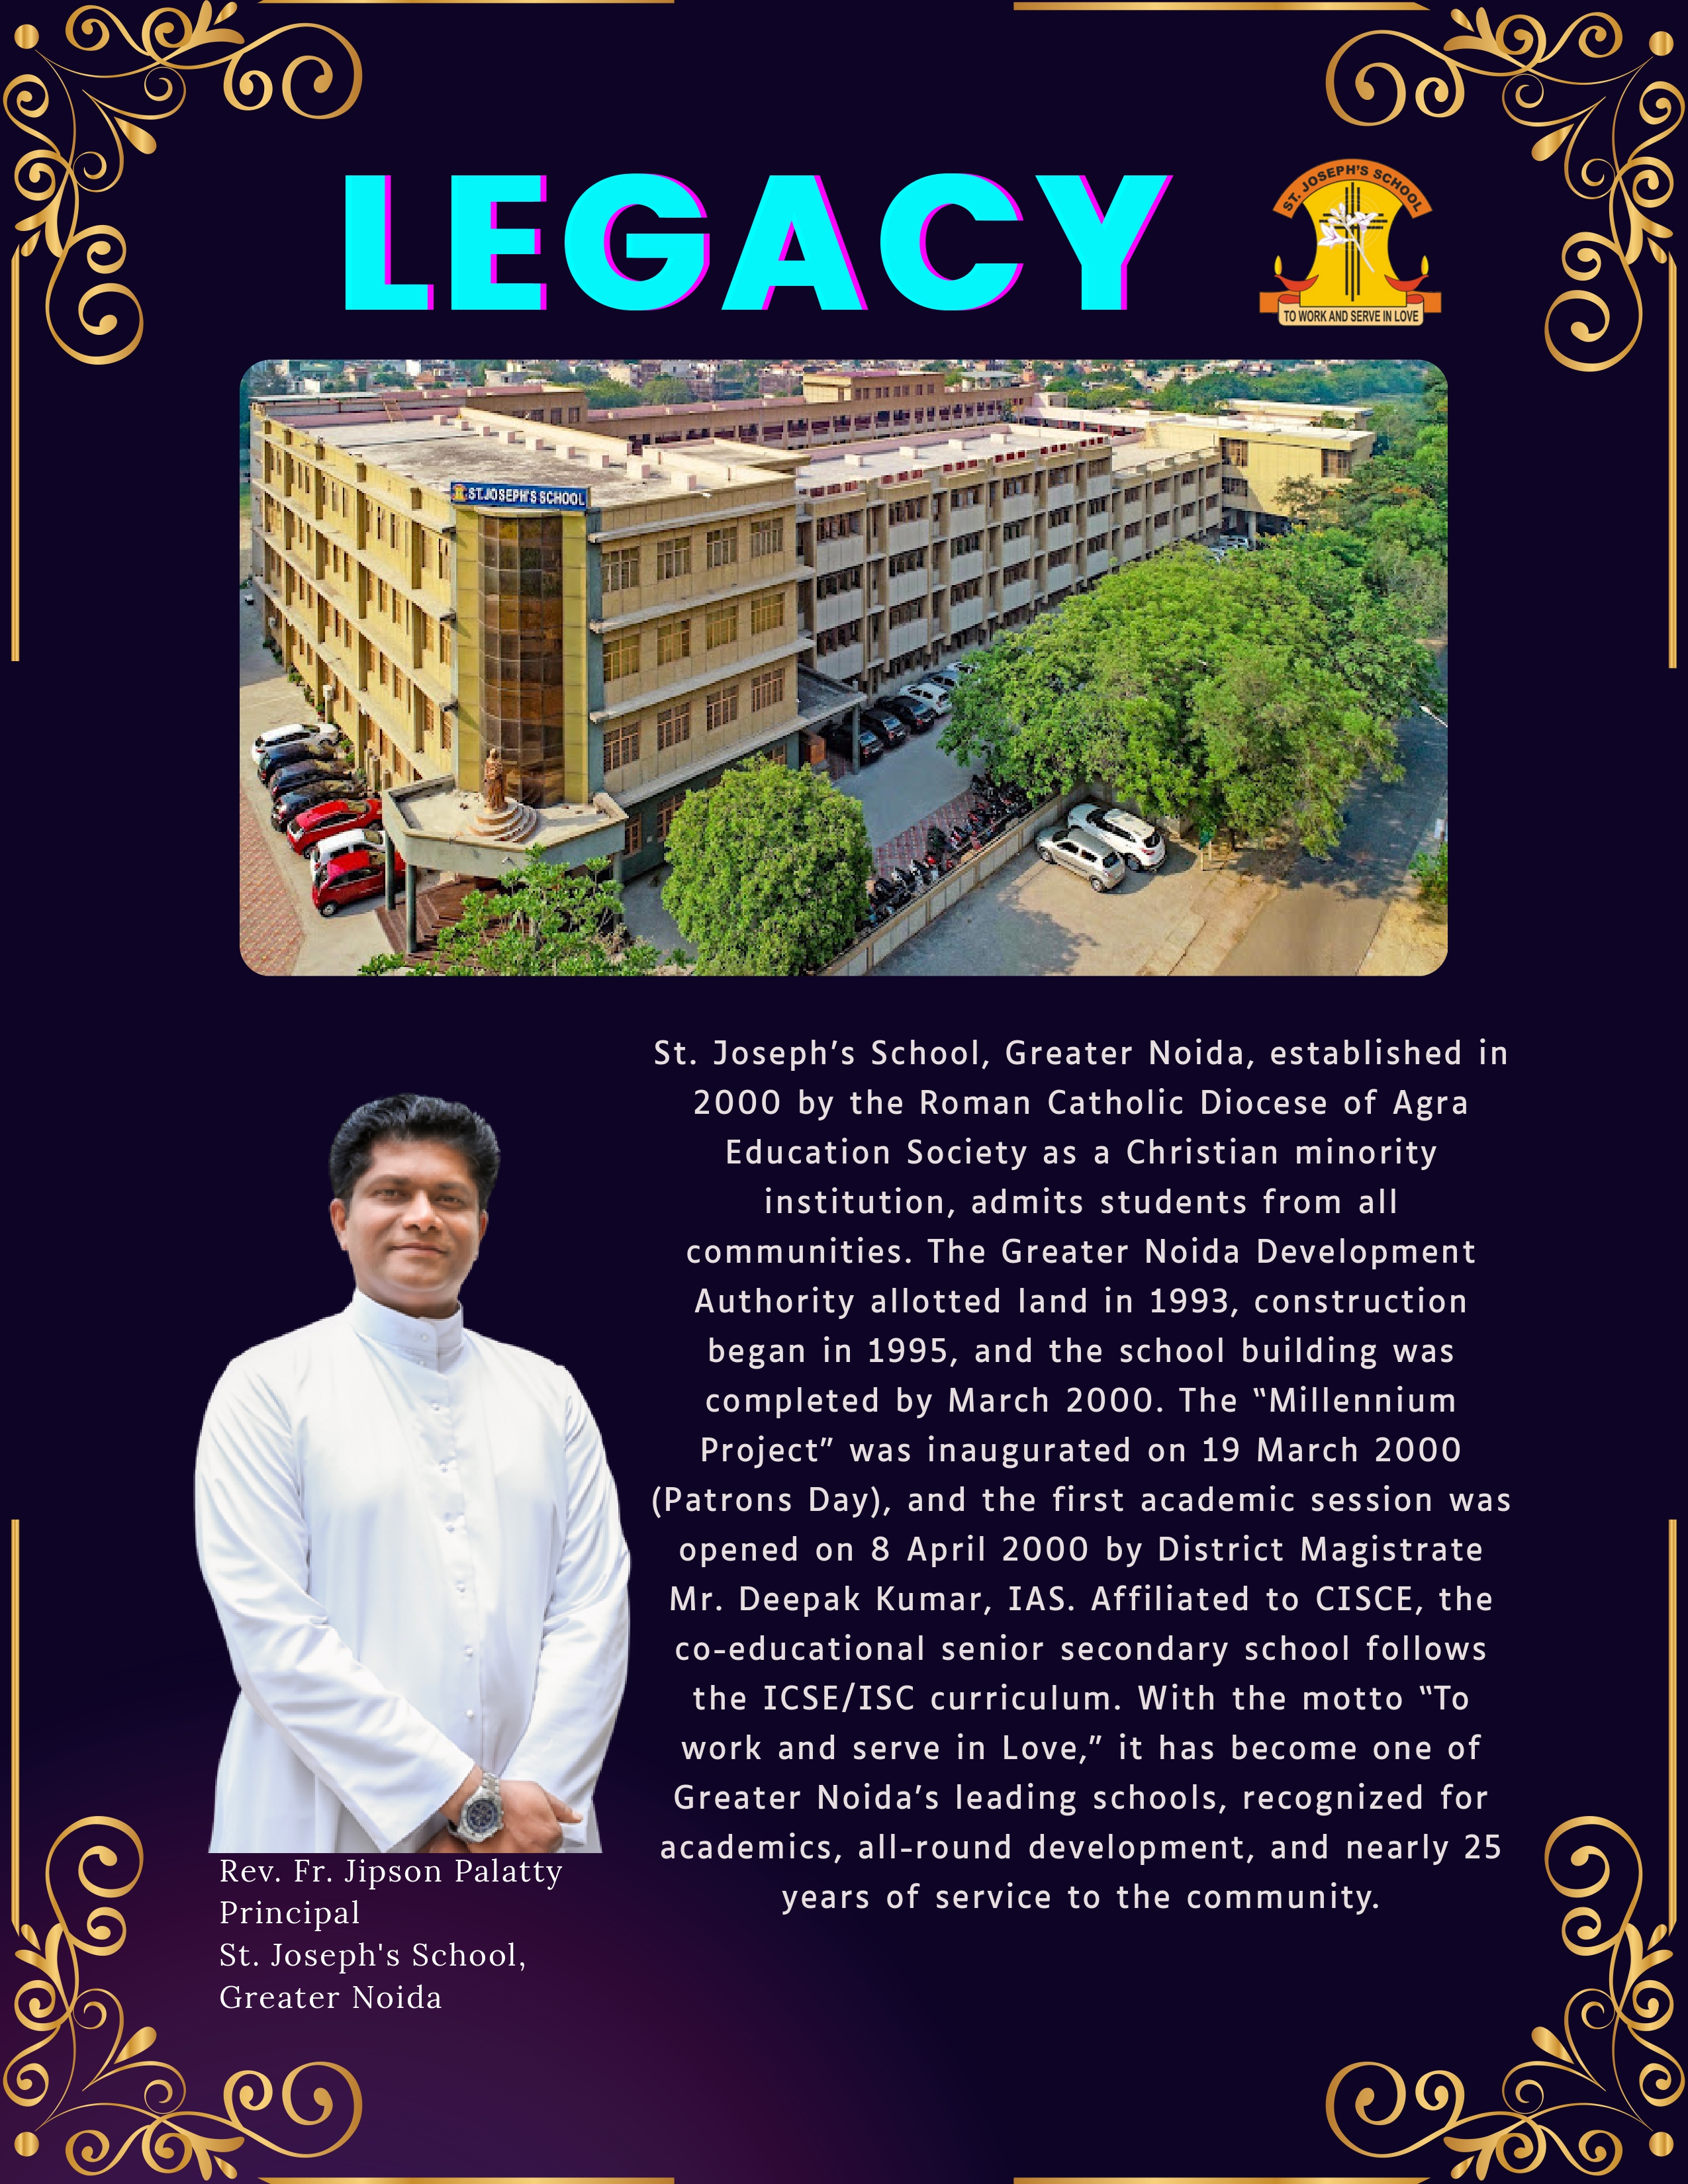 LEGACY
ST. JOSEPH'S SCHOOL
TO WORK AND SERVE IN LOVE
ST.JOSEPH'S SCHOOL
St. Joseph’s School, Greater Noida, established in
2000 by the Roman Catholic Diocese of Agra
Education Society as a Christian minority
institution, admits students from all
communities. The Greater Noida Development
Authority allotted land in 1993, construction
began in 1995, and the school building was
completed by March 2000. The “Millennium
Project” was inaugurated on 19 March 2000
(Patrons Day), and the first academic session was
opened on 8 April 2000 by District Magistrate
Mr. Deepak Kumar, IAS. Affiliated to CISCE, the
co-educational senior secondary school follows
the ICSE/ISC curriculum. With the motto “To
work and serve in Love,” it has become one of
Greater Noida’s leading schools, recognized for
academics, all-round development, and nearly 25
years of service to the community.
Rev. Fr. Jipson Palatty
Principal
St. Joseph's School,
Greater Noida